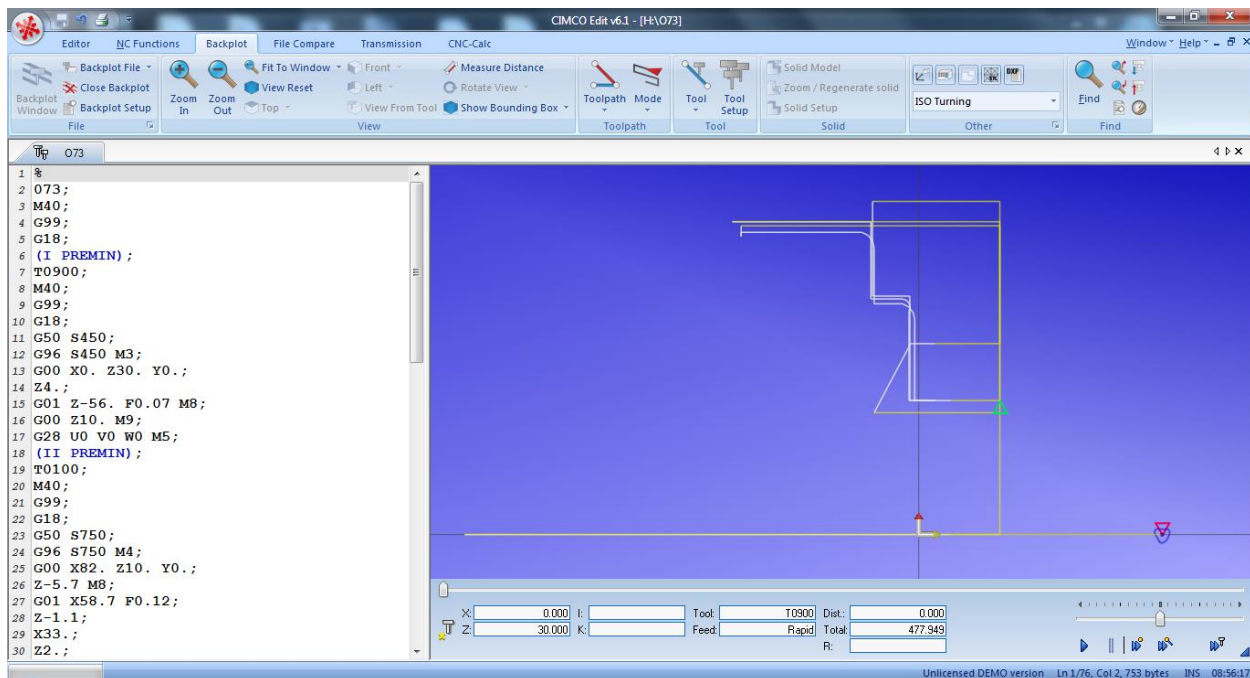 CIMCO Edit v6.1 - [H:\O73]
Editor NC Functions Backplot File Compare Transmission CNC-Calc Window Help
Backplot Window
Backplot File
Close Backplot
Backplot Setup
File
Zoom In
Zoom Out
Fit To Window
View Reset
Top
Front
Left
View From Tool
Measure Distance
Rotate View
Show Bounding Box
View
Toolpath
Mode
Toolpath
Tool
Tool Setup
Tool
Solid Model
Zoom / Regenerate solid
Solid Setup
Solid
DXF
ISO Turning
Other
Find
Find
O73
1 %
2 O73;
3 M40;
4 G99;
5 G18;
6 (I PREMIN);
7 T0900;
8 M40;
9 G99;
10 G18;
11 G50 S450;
12 G96 S450 M3;
13 G00 X0. Z30. Y0.;
14 Z4.;
15 G01 Z-56. F0.07 M8;
16 G00 Z10. M9;
17 G28 U0 V0 W0 M5;
18 (II PREMIN);
19 T0100;
20 M40;
21 G99;
22 G18;
23 G50 S750;
24 G96 S750 M4;
25 G00 X82. Z10. Y0.;
26 Z-5.7 M8;
27 G01 X58.7 F0.12;
28 Z-1.1;
29 X33.;
30 Z2.;
X: 0.000 I: Tool: T0900 Dist.: 0.000
Z: 30.000 K: Feed: Rapid Total: 477.949
R:
Unlicensed DEMO version Ln 1/76, Col 2, 753 bytes INS 08:56:17